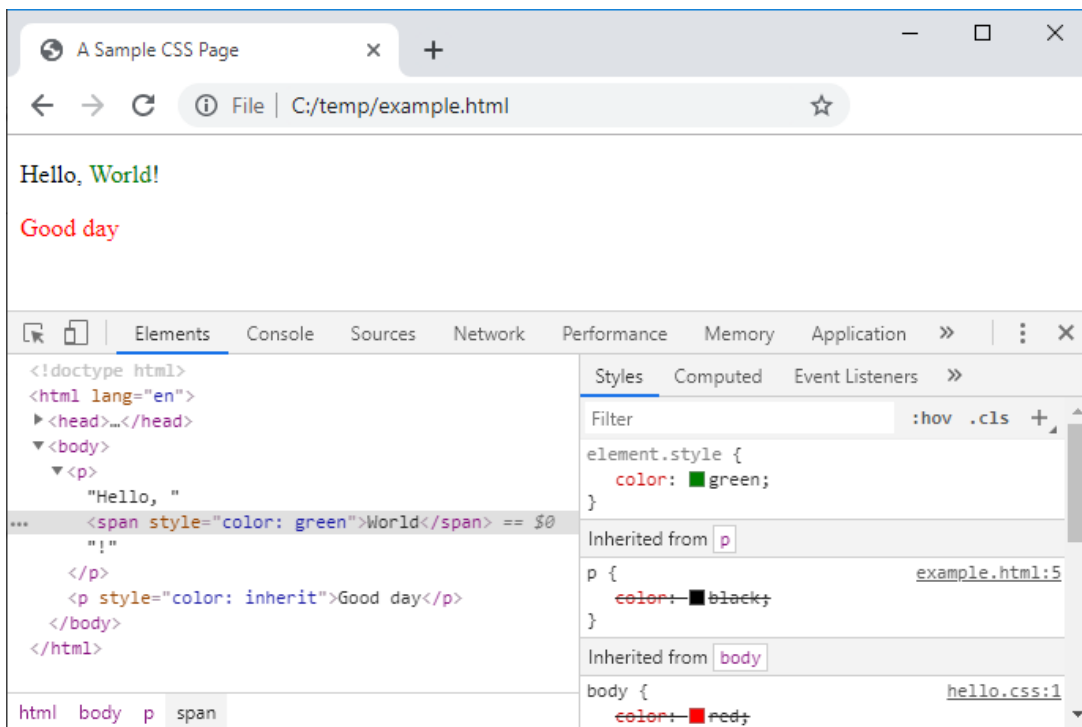 A Sample CSS Page
File C:/temp/example.html
Hello, World!
Good day
Elements Console Sources Network Performance Memory Application »
<!doctype html>
<html lang="en">
<head>…</head>
<body>
<p>
"Hello, "
... <span style="color: green">World</span> == $0
"!"
</p>
<p style="color: inherit">Good day</p>
</body>
</html>
html body p span
Styles Computed Event Listeners »
Filter :hov .cls +
element.style {
color: green;
}
Inherited from p
p { example.html:5
color: black;
}
Inherited from body
body { hello.css:1
color: red;